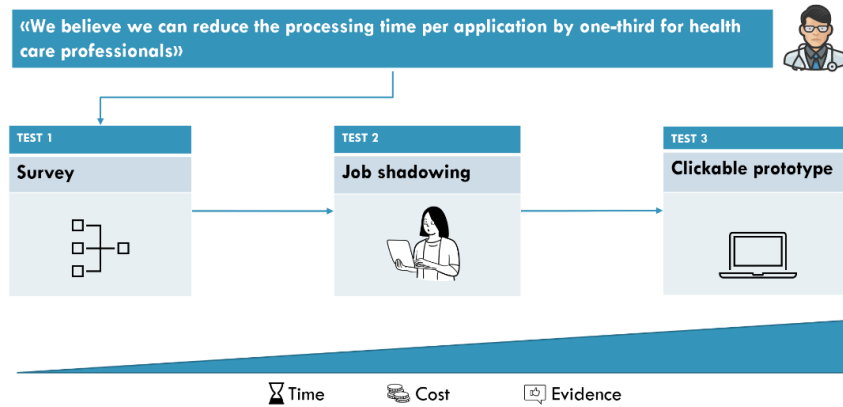 «We believe we can reduce the processing time per application by one-third for health
care professionals»
TEST 1
Survey
TEST 2
Job shadowing
TEST 3
Clickable prototype
Time
Cost
Evidence